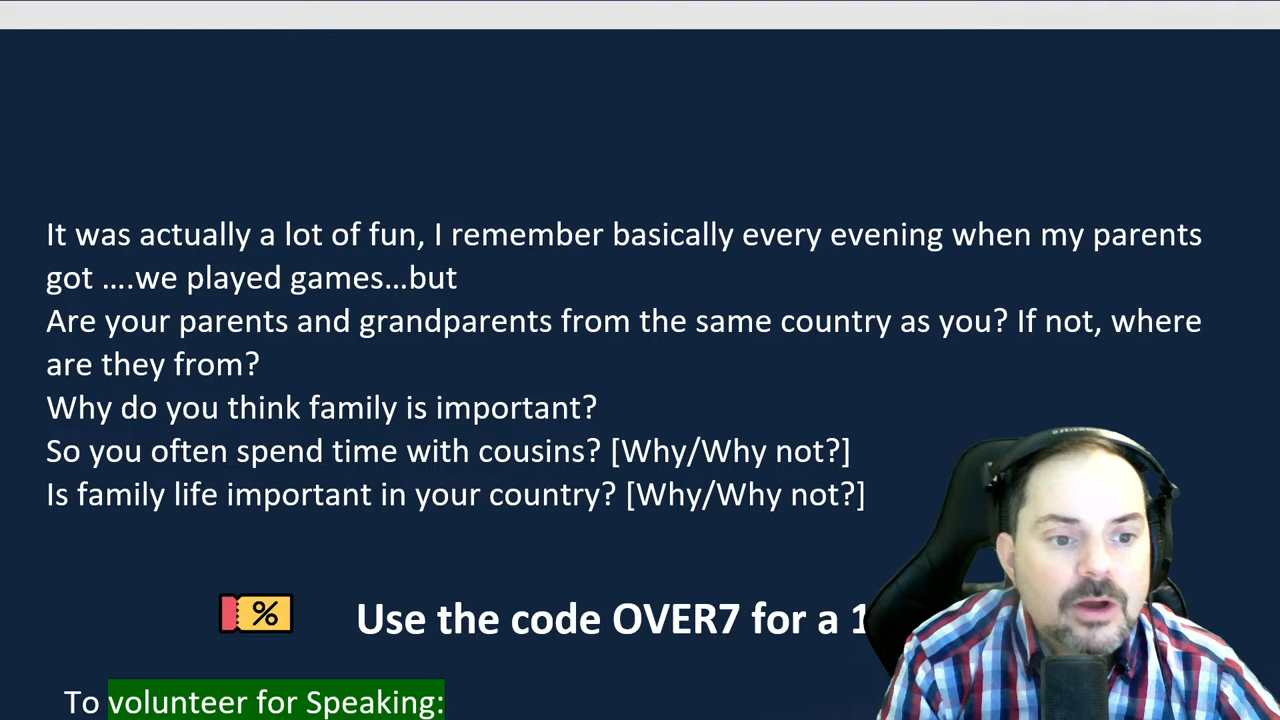 It was actually a lot of fun, I remember basically every evening when my parents
got ….we played games…but
Are your parents and grandparents from the same country as you? If not, where
are they from?
Why do you think family is important?
So you often spend time with cousins? [Why/Why not?]
Is family life important in your country? [Why/Why not?]
%
Use the code OVER7 for a 1
To volunteer for Speaking: